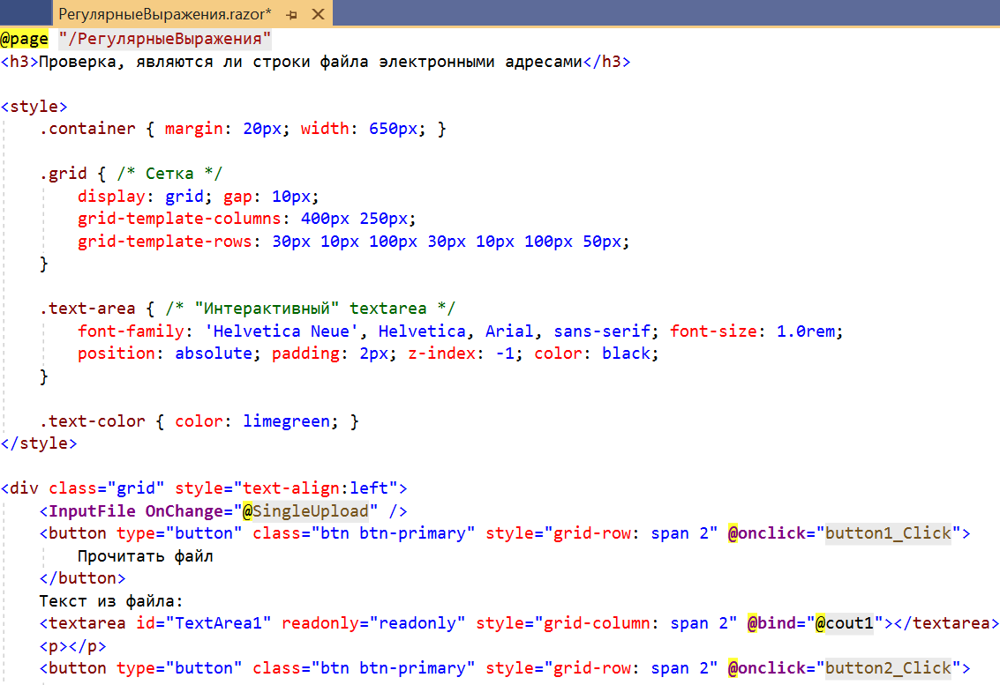 РегулярныеВыражения.razor*
@page "/РегулярныеВыражения"
<h3>Проверка, являются ли строки файла электронными адресами</h3>
<style>
.container { margin: 20px; width: 650px; }
.grid { /* Сетка */
display: grid; gap: 10px;
grid-template-columns: 400px 250px;
grid-template-rows: 30px 10px 100px 30px 10px 100px 50px;
}
.text-area { /* "Интерактивный" textarea */
font-family: 'Helvetica Neue', Helvetica, Arial, sans-serif; font-size: 1.0rem;
position: absolute; padding: 2px; z-index: -1; color: black;
}
.text-color { color: limegreen; }
</style>
<div class="grid" style="text-align:left">
<InputFile OnChange="@SingleUpload" />
<button type="button" class="btn btn-primary" style="grid-row: span 2" @onclick="button1_Click">
Прочитать файл
</button>
Текст из файла:
<textarea id="TextArea1" readonly="readonly" style="grid-column: span 2" @bind="@cout1"></textarea>
<p></p>
<button type="button" class="btn btn-primary" style="grid-row: span 2" @onclick="button2_Click">